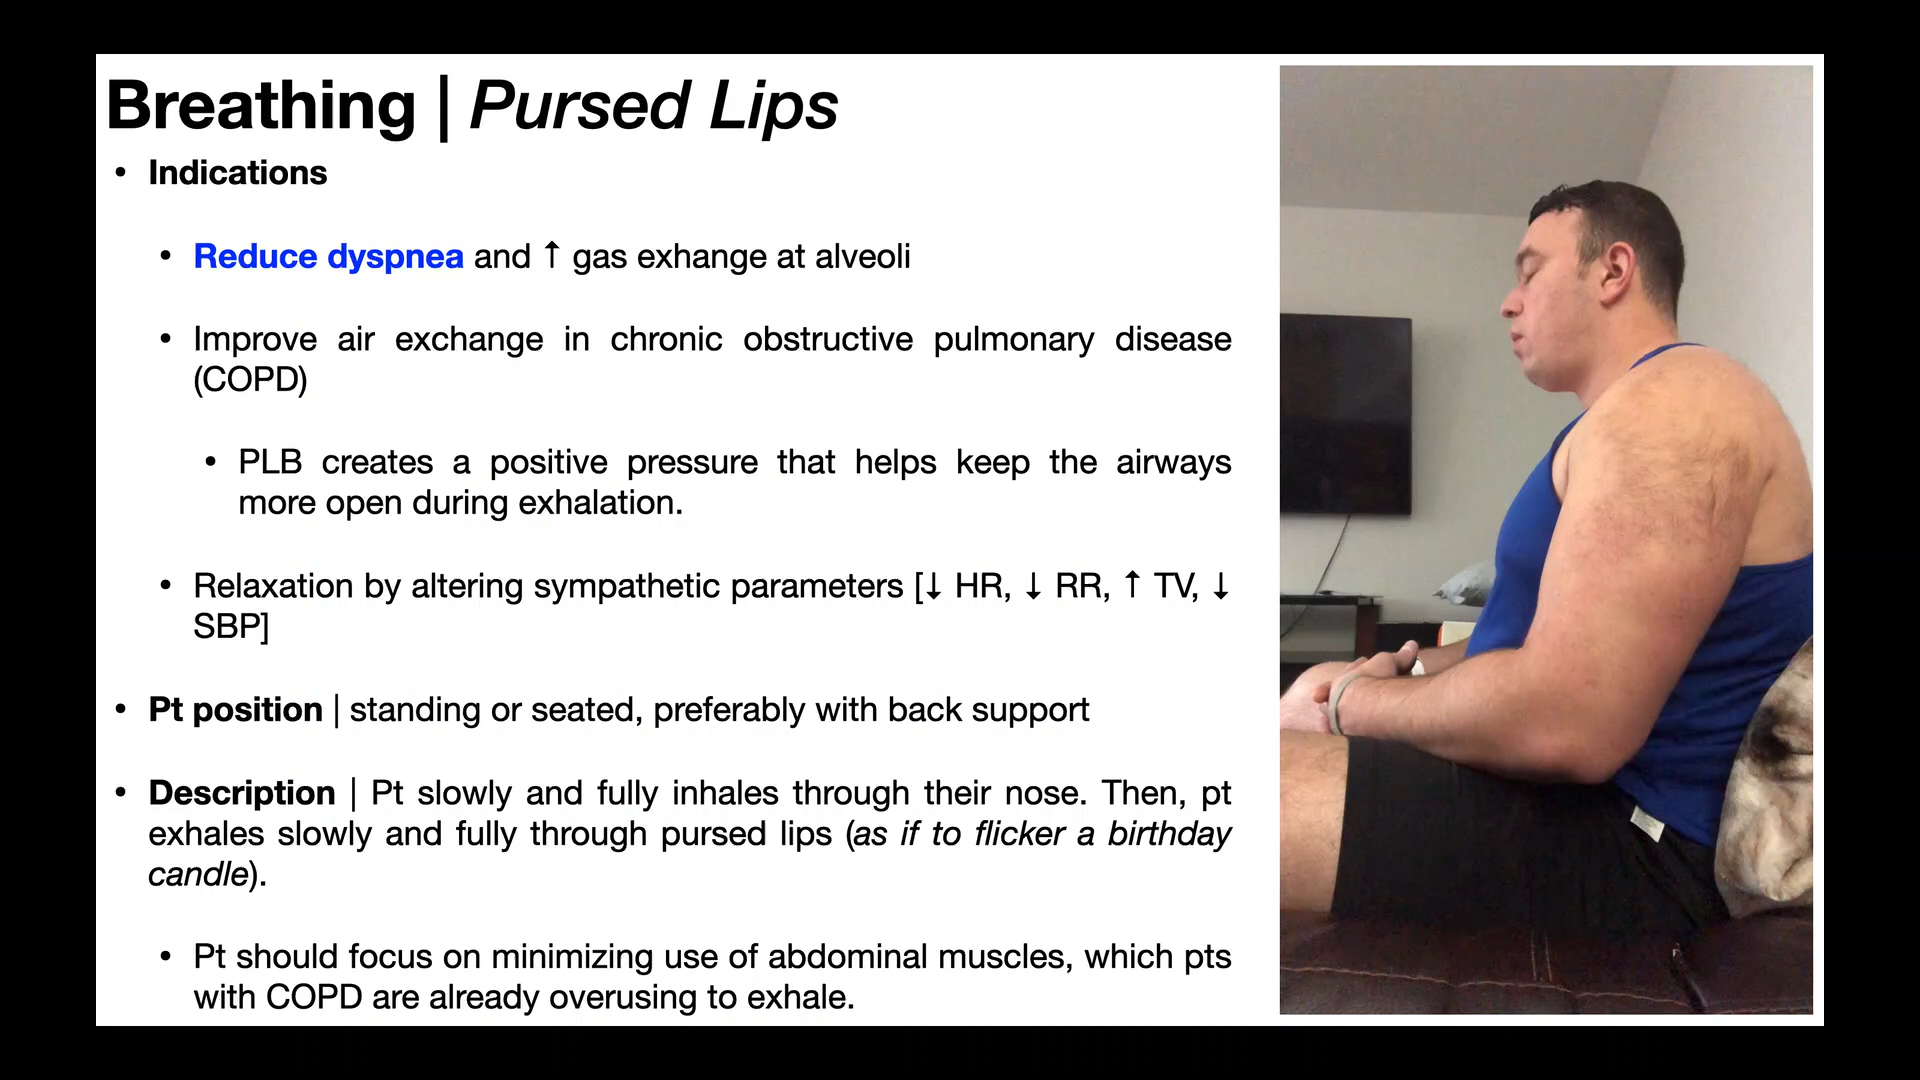 Breathing | Pursed Lips
• Indications
• Reduce dyspnea and ↑ gas exhange at alveoli
• Improve air exchange in chronic obstructive pulmonary disease
(COPD)
• PLB creates a positive pressure that helps keep the airways
more open during exhalation.
• Relaxation by altering sympathetic parameters [↓ HR, ↓ RR, ↑ TV, ↓
SBP]
• Pt position | standing or seated, preferably with back support
• Description | Pt slowly and fully inhales through their nose. Then, pt
exhales slowly and fully through pursed lips (as if to flicker a birthday
candle).
• Pt should focus on minimizing use of abdominal muscles, which pts
with COPD are already overusing to exhale.